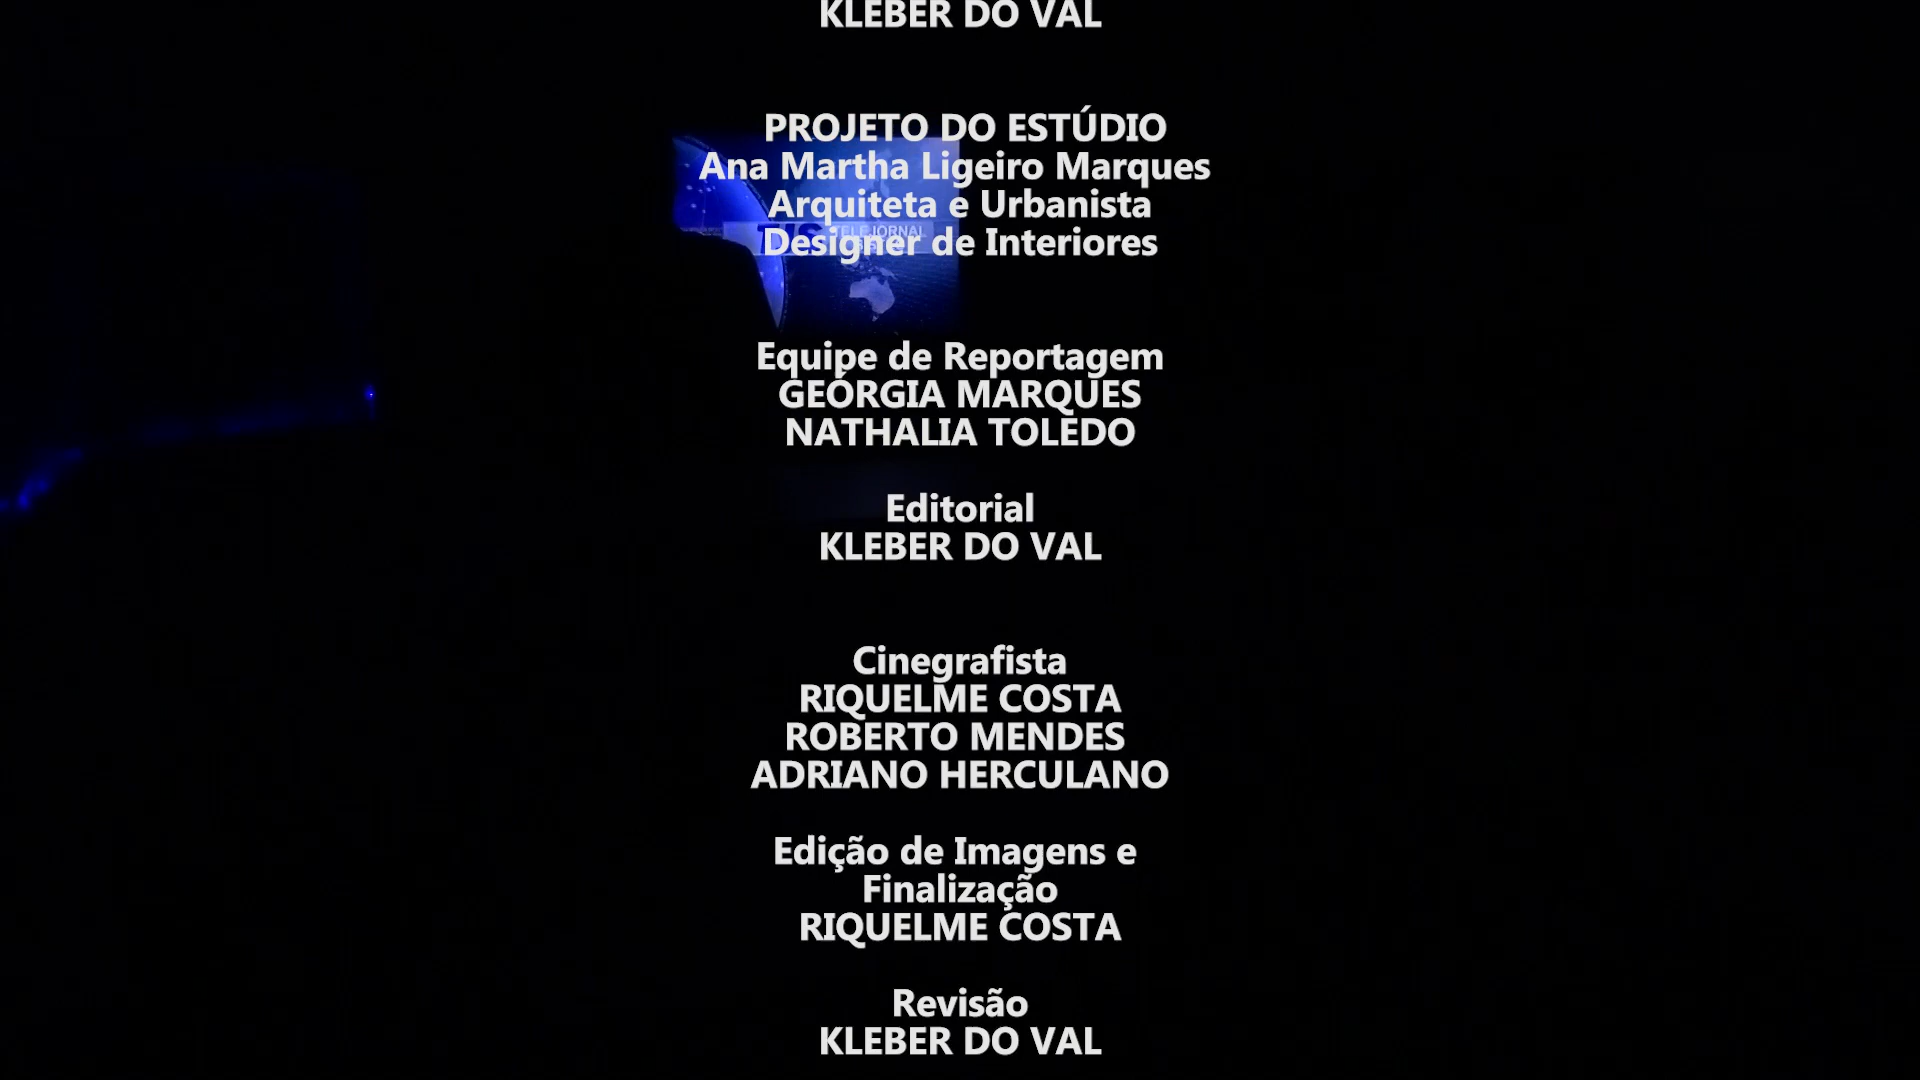 KLEBER DO VAL
PROJETO DO ESTÚDIO
Ana Martha Ligeiro Marques
Arquiteta e Urbanista
TELEJORNAL
Designer de Interiores
Equipe de Reportagem
GEÓRGIA MARQUES
NATHALIA TOLEDO
Editorial
KLEBER DO VAL
Cinegrafista
RIQUELME COSTA
ROBERTO MENDES
ADRIANO HERCULANO
Edição de Imagens e
Finalização
RIQUELME COSTA
Revisão
KLEBER DO VAL